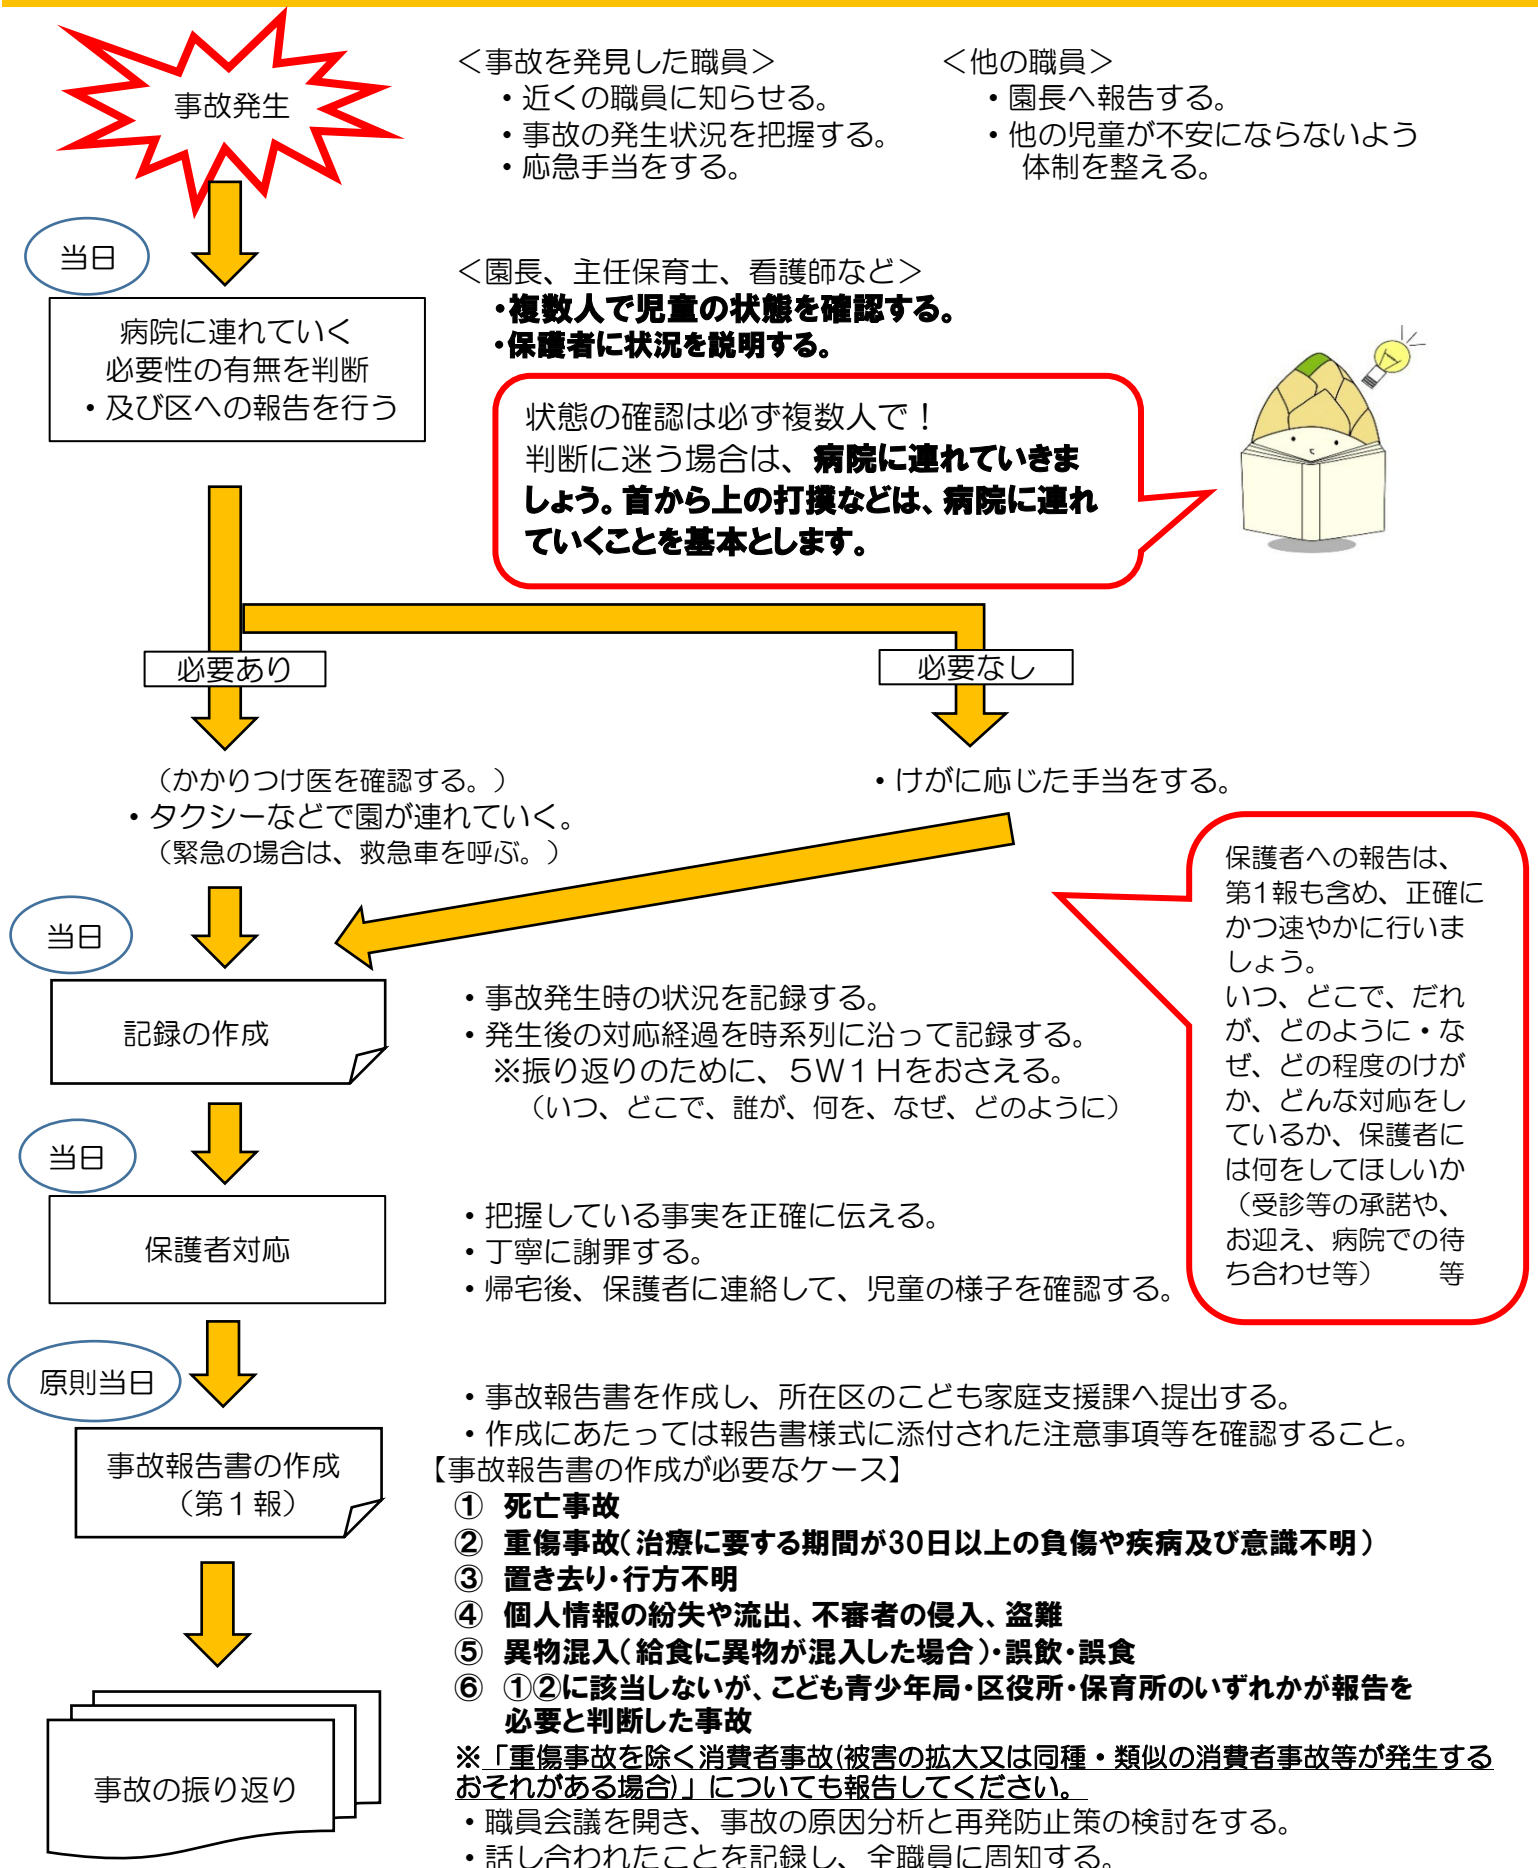 事故発生
＜事故を発見した職員＞
・近くの職員に知らせる。
・事故の発生状況を把握する。
・応急手当をする。
＜他の職員＞
・園長へ報告する。
・他の児童が不安にならないよう
体制を整える。
当日
病院に連れていく
必要性の有無を判断
・及び区への報告を行う
＜園長、主任保育士、看護師など＞
・複数人で児童の状態を確認する。
・保護者に状況を説明する。
状態の確認は必ず複数人で！
判断に迷う場合は、病院に連れていきま
しょう。首から上の打撲などは、病院に連れ
ていくことを基本とします。
必要あり
必要なし
（かかりつけ医を確認する。）
・タクシーなどで園が連れていく。
（緊急の場合は、救急車を呼ぶ。）
・けがに応じた手当をする。
保護者への報告は、
第1報も含め、正確に
かつ速やかに行いま
しょう。
いつ、どこで、だれ
が、どのように・な
ぜ、どの程度のけが
か、どんな対応をし
ているか、保護者に
は何をしてほしいか
（受診等の承諾や、
お迎え、病院での待
ち合わせ等）　　等
当日
記録の作成
・事故発生時の状況を記録する。
・発生後の対応経過を時系列に沿って記録する。
※振り返りのために、５Ｗ１Ｈをおさえる。
（いつ、どこで、誰が、何を、なぜ、どのように）
当日
保護者対応
・把握している事実を正確に伝える。
・丁寧に謝罪する。
・帰宅後、保護者に連絡して、児童の様子を確認する。
原則当日
事故報告書の作成
（第１報）
・事故報告書を作成し、所在区のこども家庭支援課へ提出する。
・作成にあたっては報告書様式に添付された注意事項等を確認すること。
【事故報告書の作成が必要なケース】
① 死亡事故
② 重傷事故（治療に要する期間が30日以上の負傷や疾病及び意識不明）
③ 置き去り・行方不明
④ 個人情報の紛失や流出、不審者の侵入、盗難
⑤ 異物混入（給食に異物が混入した場合）・誤飲・誤食
⑥ ①②に該当しないが、こども青少年局・区役所・保育所のいずれかが報告を
必要と判断した事故
※「重傷事故を除く消費者事故(被害の拡大又は同種・類似の消費者事故等が発生する
おそれがある場合)」についても報告してください。
事故の振り返り
・職員会議を開き、事故の原因分析と再発防止策の検討をする。
・話し合われたことを記録し、全職員に周知する。